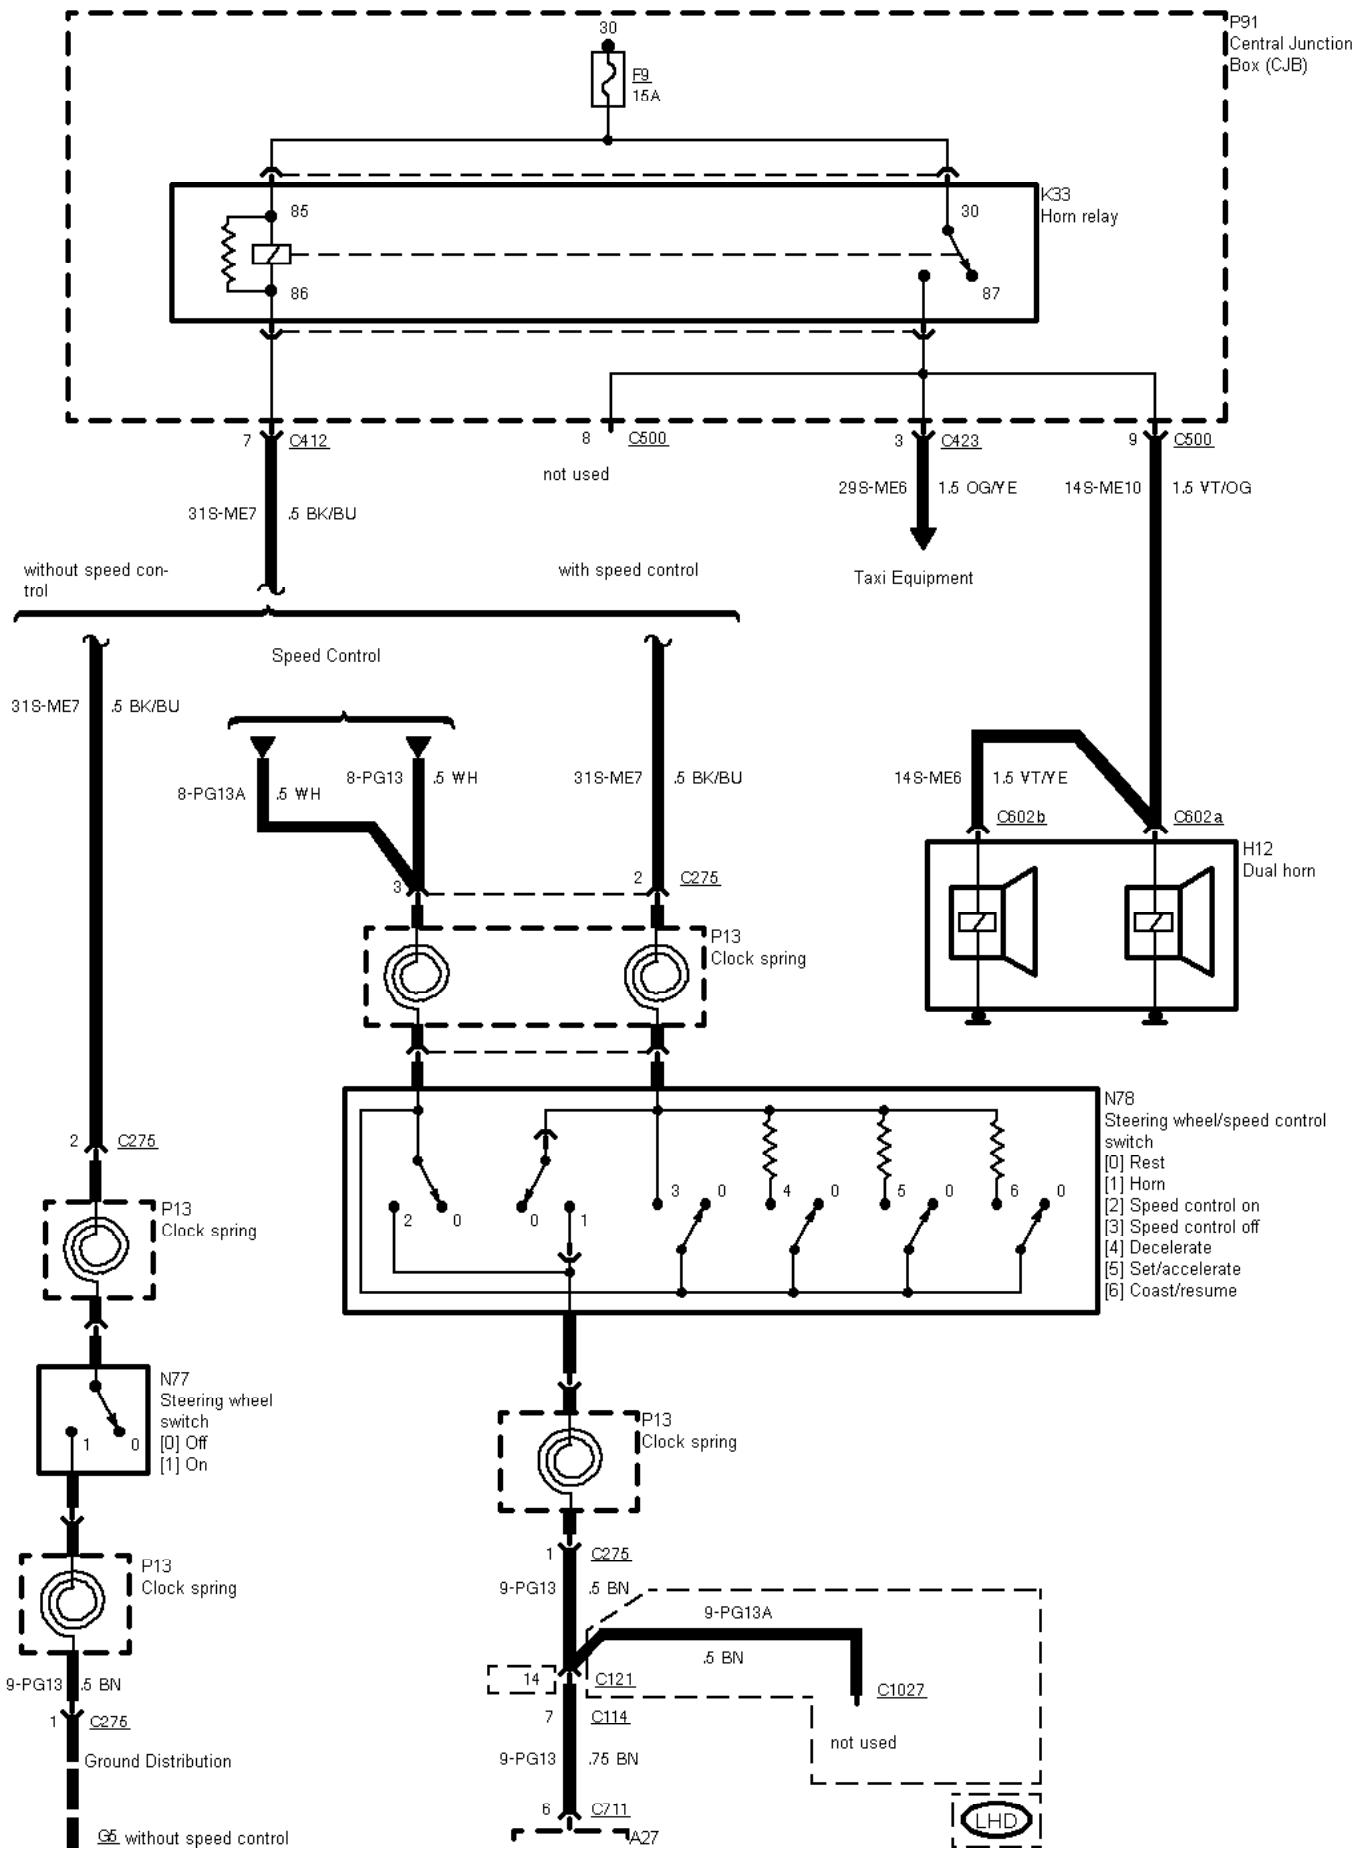 30
P91
Central Junction
Box (CJB)
F9
15A
K33
Horn relay
85
30
86
87
7
C412
8
C500
3
C423
9
C500
not used
29S-ME6
1.5 OG/YE
14S-ME10
1.5 VT/OG
31S-ME7
.5 BK/BU
without speed con-
trol
with speed control
Taxi Equipment
Speed Control
31S-ME7
.5 BK/BU
8-PG13A
.5 WH
8-PG13
.5 WH
31S-ME7
.5 BK/BU
14S-ME6
1.5 VT/YE
C602b
C602a
H12
Dual horn
3
2
C275
P13
Clock spring
N78
Steering wheel/speed control
switch
[0] Rest
[1] Horn
[2] Speed control on
[3] Speed control off
[4] Decelerate
[5] Set/accelerate
[6] Coast/resume
2
0
0
1
3
0
4
0
5
0
6
0
2
C275
P13
Clock spring
N77
Steering wheel
switch
[0] Off
[1] On
1
0
P13
Clock spring
P13
Clock spring
1
C275
9-PG13
.5 BN
9-PG13A
.5 BN
14
C121
C1027
7
C114
not used
9-PG13
.75 BN
9-PG13
.5 BN
1
C275
Ground Distribution
6
C711
LHD
G5
without speed control
A27